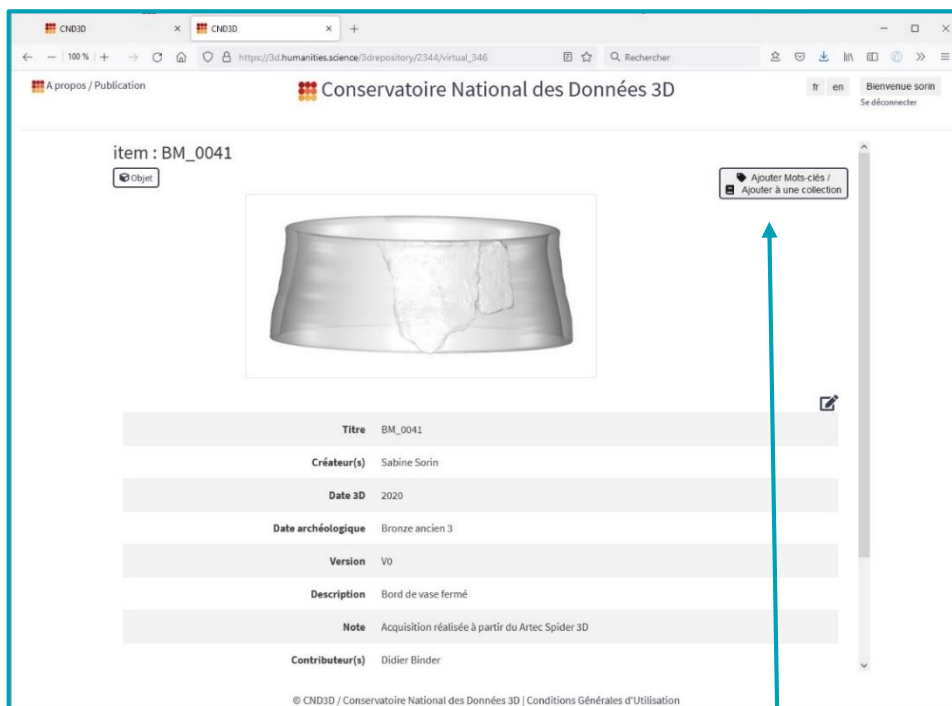 CND3D
CND3D
100 %
https://3d.humanities.science/3drepository/2344/virtual_346
Rechercher
A propos / Publication
Conservatoire National des Données 3D
fr en
Bienvenue sorin
Se déconnecter
item : BM_0041
Objet
Ajouter Mots-clés /
Ajouter à une collection
Titre BM_0041
Créateur(s) Sabine Sorin
Date 3D 2020
Date archéologique Bronze ancien 3
Version V0
Description Bord de vase fermé
Note Acquisition réalisée à partir du Artec Spider 3D
Contributeur(s) Didier Binder
© CND3D / Conservatoire National des Données 3D | Conditions Générales d'Utilisation